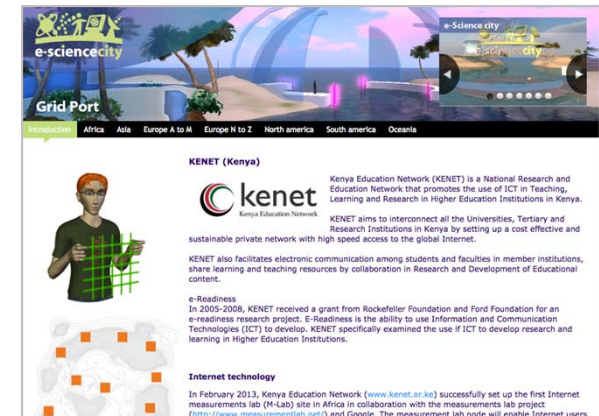 e-sciencecity
e-Science city
e-sciencecity
Grid Port
Introduction Africa Asia Europe A to M Europe N to Z North america South america Oceania
KENET (Kenya)
kenet
Kenya Education Network
Kenya Education Network (KENET) is a National Research and
Education Network that promotes the use of ICT in Teaching,
Learning and Research in Higher Education Institutions in Kenya.
KENET aims to interconnect all the Universities, Tertiary and
Research Institutions in Kenya by setting up a cost effective and
sustainable private network with high speed access to the global Internet.
KENET also facilitates electronic communication among students and faculties in member institutions,
share learning and teaching resources by collaboration in Research and Development of Educational
content.
e-Readiness
In 2005-2008, KENET received a grant from Rockefeller Foundation and Ford Foundation for an
e-readiness research project. E-Readiness is the ability to use Information and Communication
Technologies (ICT) to develop. KENET specifically examined the use if ICT to develop research and
learning in Higher Education Institutions.
Internet technology
In February 2013, Kenya Education Network (www.kenet.or.ke) successfully set up the first Internet
measurements lab (M-Lab) site in Africa in collaboration with the measurements lab project
(http://www.measurementlab.net/) and Google. The measurement lab node will enable Internet users